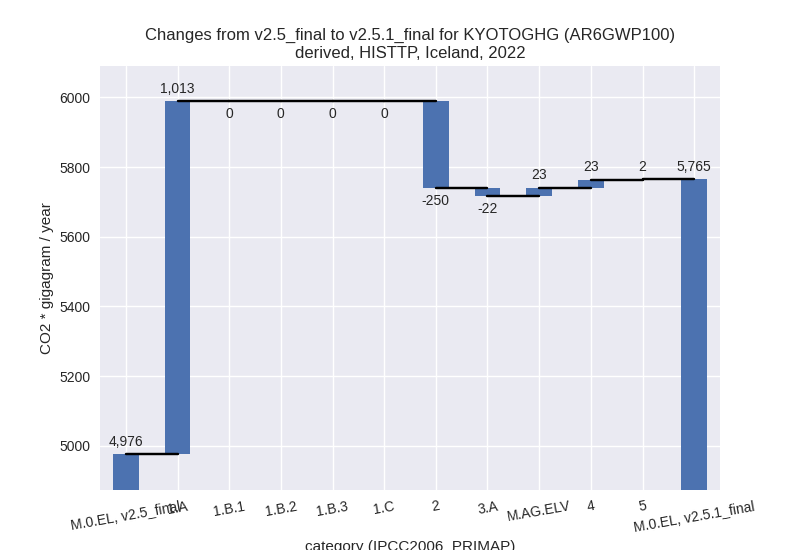 Changes from v2.5_final to v2.5.1_final for KYOTOGHG (AR6GWP100)
derived, HISTTP, Iceland, 2022
CO2 * gigagram / year
6000
5800
5600
5400
5200
5000
4,976
1,013
0
0
0
0
-250
-22
23
23
2
5,765
M.0.EL, v2.5_final
1.A
1.B.1
1.B.2
1.B.3
1.C
2
3.A
M.AG.ELV
4
5
M.0.EL, v2.5.1_final
category (IPCC2006_PRIMAP)